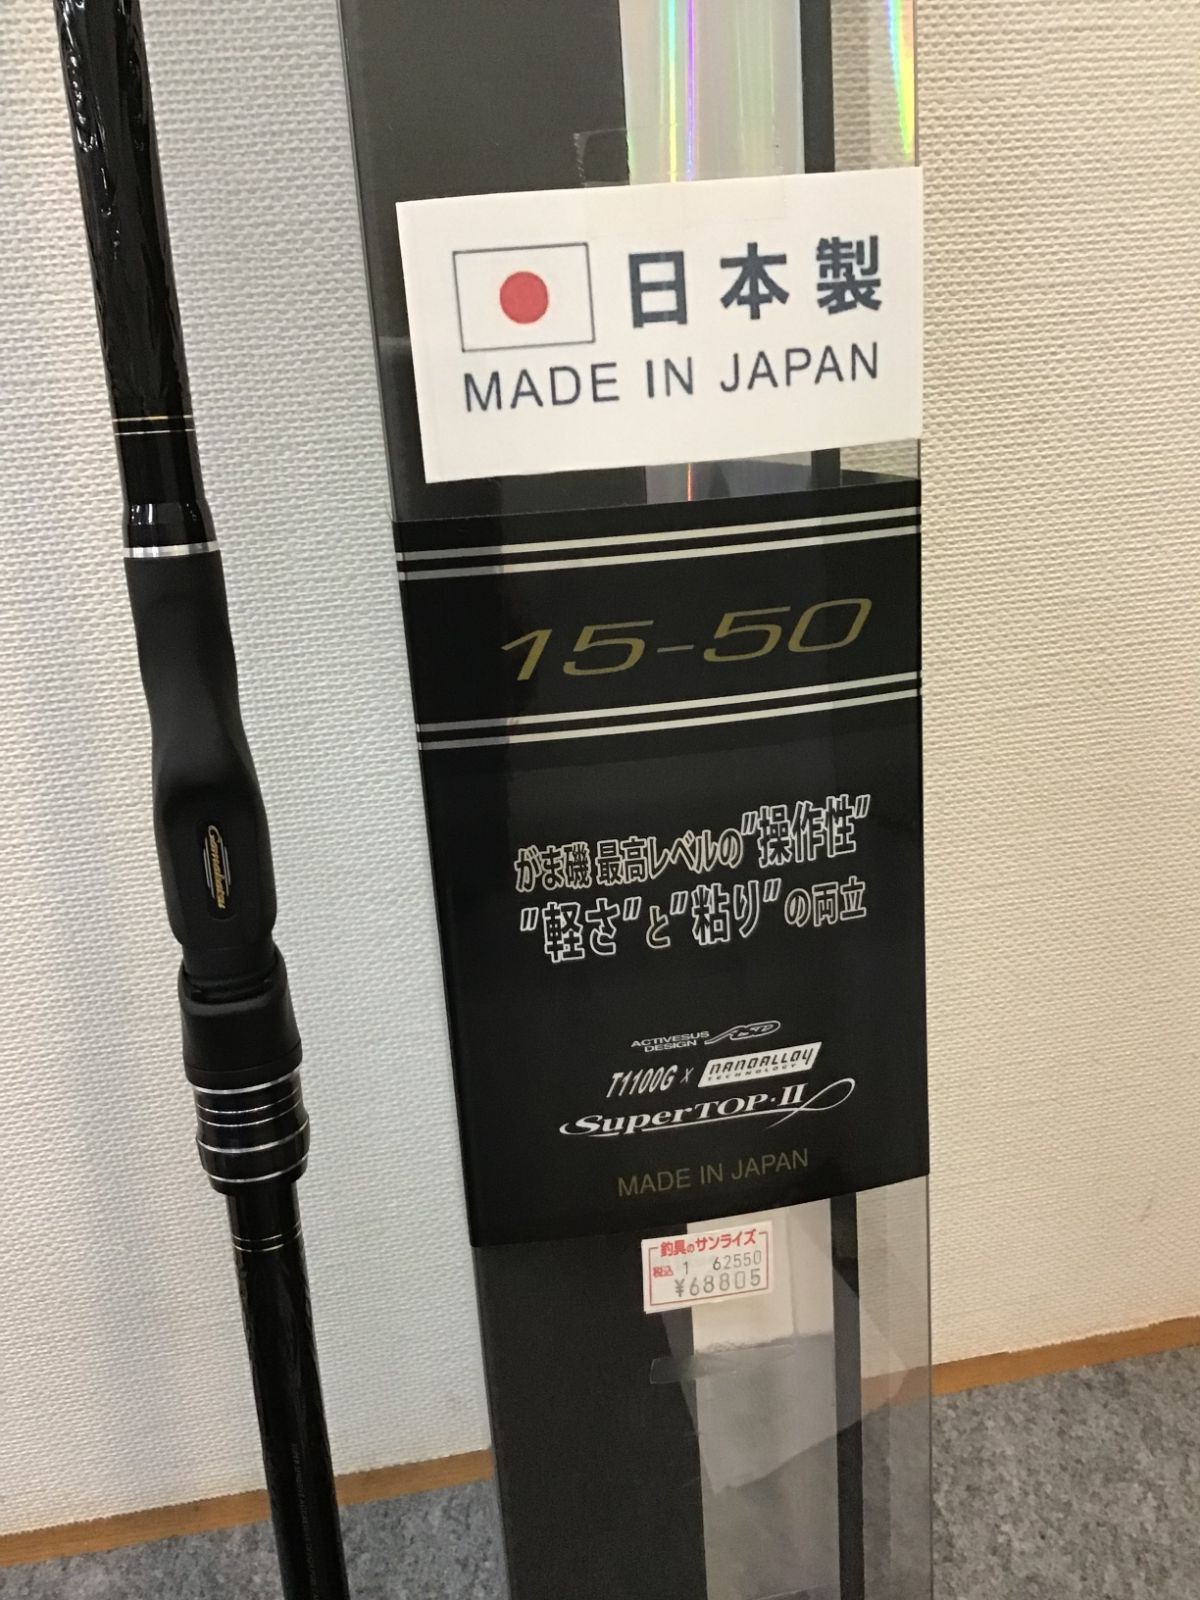 日本製
MADE IN JAPAN
15-50
がま磯 最高レベルの"操作性"
"軽さ"と"粘り"の両立
ACTIVESUS
DESIGN
T1100G x NANOALLOY
TECHNOLOGY
SuperTOP・II
MADE IN JAPAN
釣具のサンライズ
税込 1 62550
¥68805
Gamakatsu